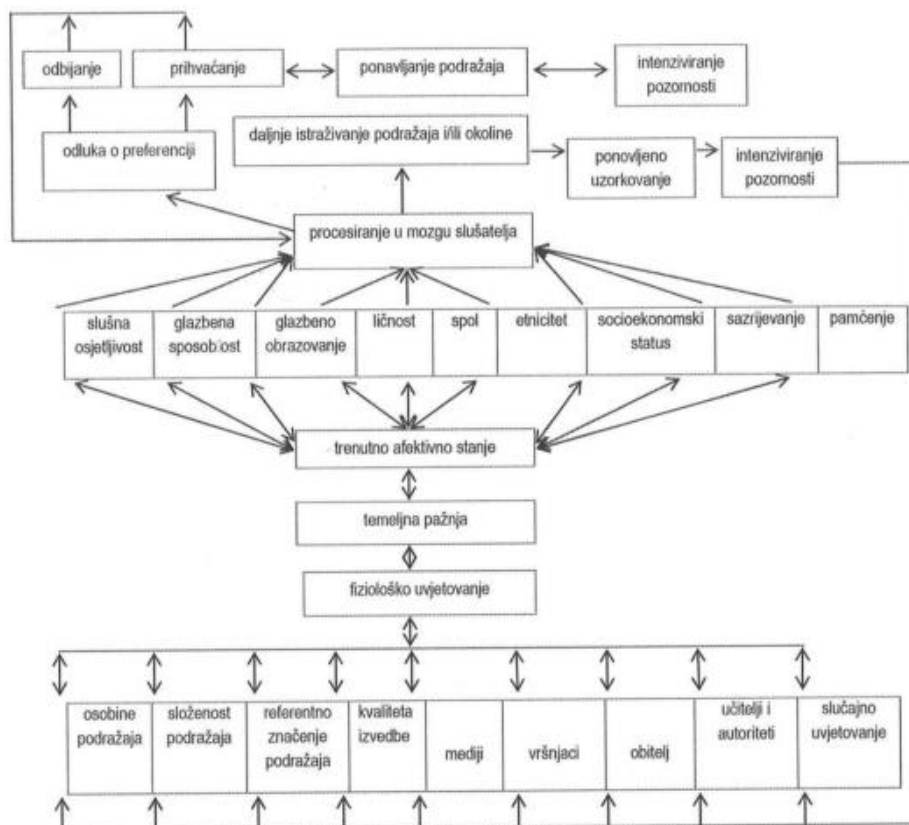 odbijanje
prihvaćanje
ponavljanje podražaja
intenziviranje
pozornosti
odluka o preferenciji
daljnje istraživanje podražaja i/ili okoline
ponovljeno
uzorkovanje
intenziviranje
pozornosti
procesiranje u mozgu slušatelja
slušna
osjetljivost
glazbena
sposobost
glazbeno
obrazovanje
ličnost
spol
etnicitet
socioekonomski
status
sazrijevanje
pamćenje
trenutno afektivno stanje
temeljna pažnja
fiziološko uvjetovanje
osobine
podražaja
složenost
podražaja
referentno
značenje
podražaja
kvaliteta
izvedbe
mediji
vršnjaci
obitelj
učitelji i
autoriteti
slučajno
uvjetovanje